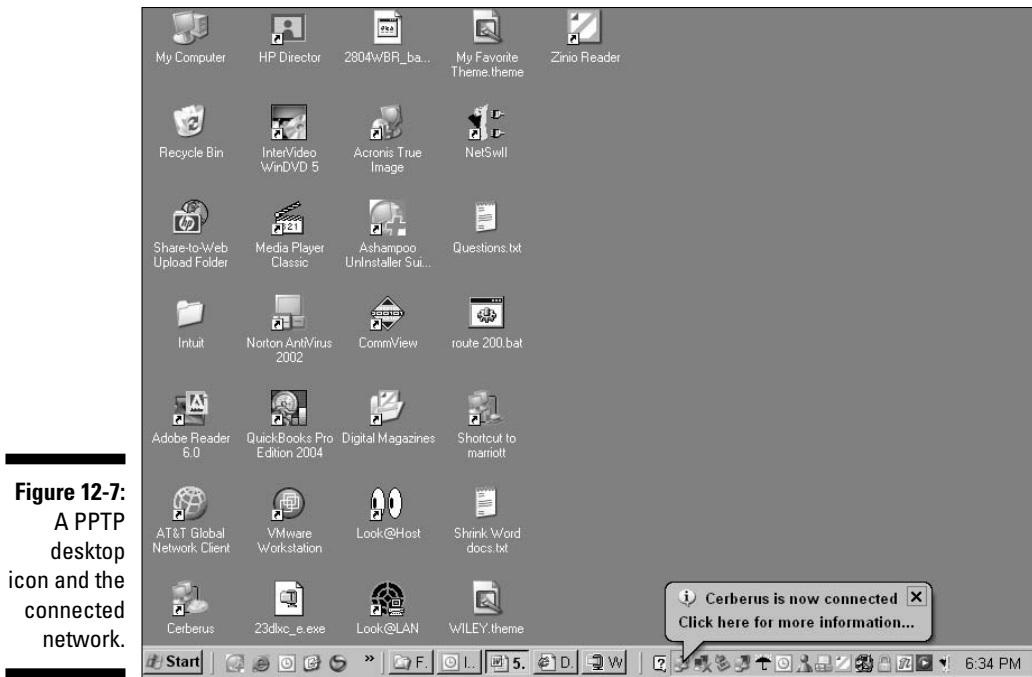 My Computer
HP Director
2804WBR_ba...
My Favorite
Theme.theme
Zinio Reader
Recycle Bin
InterVideo
WinDVD 5
Acronis True
Image
NetSwII
Share-to-Web
Upload Folder
Media Player
Classic
Ashampoo
UnInstaller Sui...
Questions.txt
Intuit
Norton AntiVirus
2002
CommView
route 200.bat
Adobe Reader
6.0
QuickBooks Pro
Edition 2004
Digital Magazines
Shortcut to
marriott
AT&T Global
Network Client
VMware
Workstation
Look@Host
Shrink Word
docs.txt
Cerberus
23dlxc_e.exe
Look@LAN
WILEY.theme
Cerberus is now connected
Click here for more information...
Start
»
F.
I..
5.
D.
W
6:34 PM
Figure 12-7:
A PPTP
desktop
icon and the
connected
network.